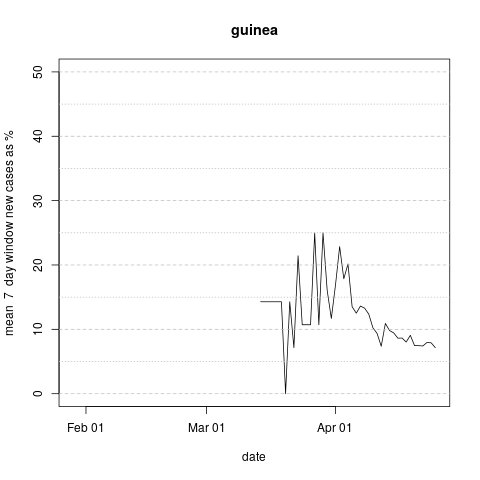 guinea
mean 7 day window new cases as %
50
40
30
20
10
0
Feb 01
Mar 01
Apr 01
date